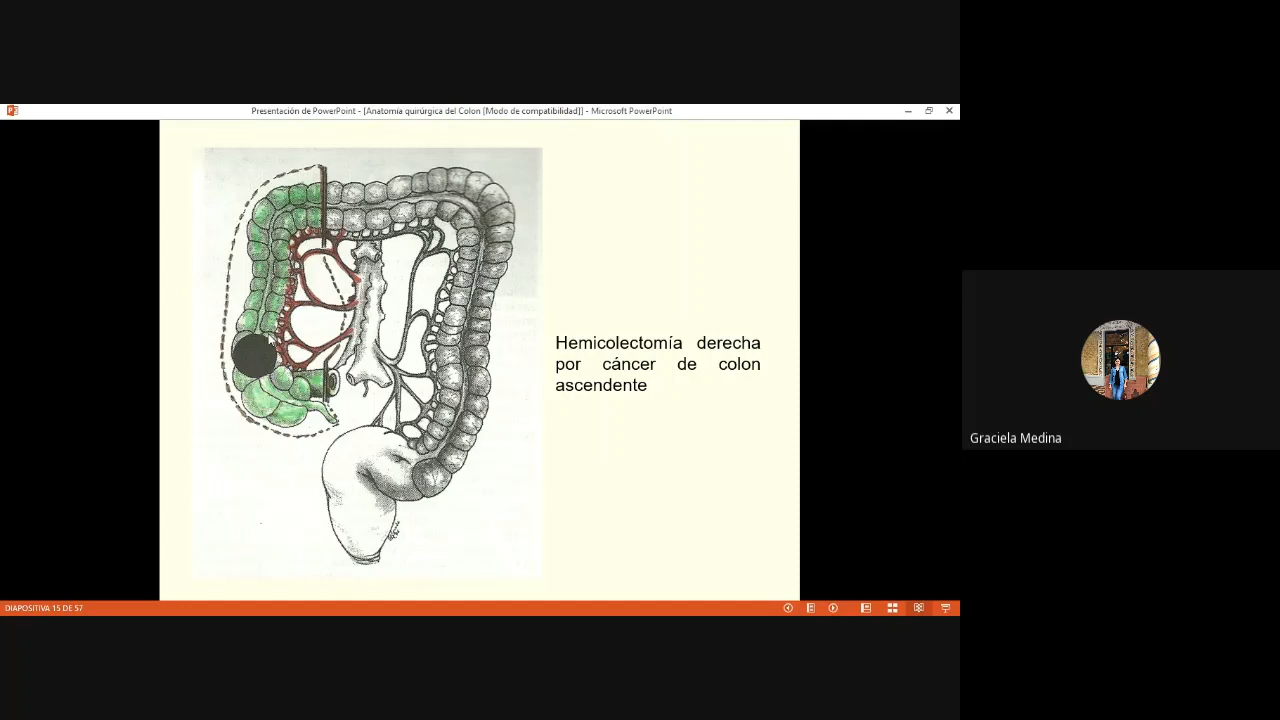 Presentación de PowerPoint - [Anatomía quirúrgica del Colon [Modo de compatibilidad]] - Microsoft PowerPoint
Hemicolectomía derecha
por cáncer de colon
ascendente
Graciela Medina
DIAPOSITIVA 15 DE 57